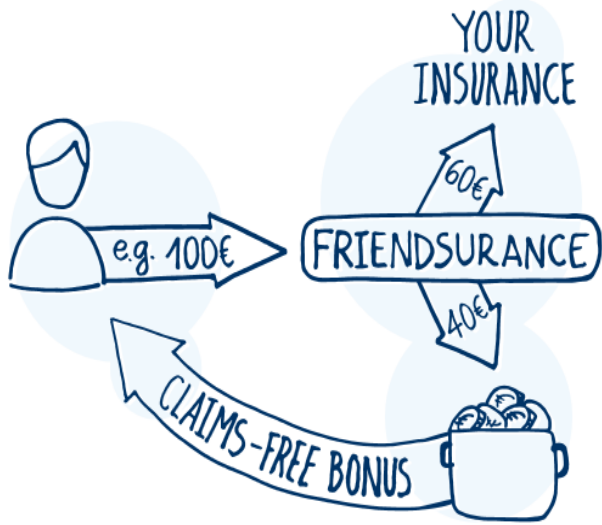 YOUR
INSURANCE
60€
e.g. 100€
FRIENDSURANCE
40€
CLAIMS-FREE BONUS